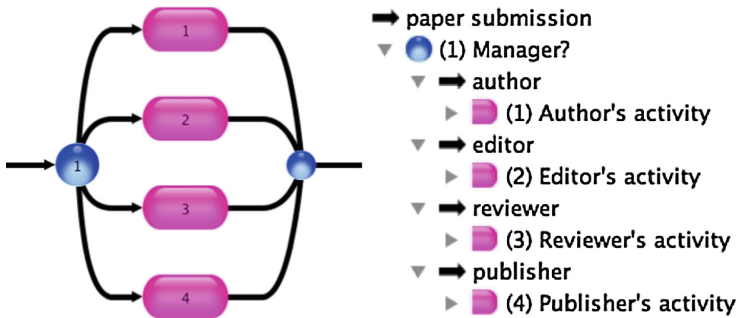 1
2
1
3
4
paper submission
(1) Manager?
author
(1) Author's activity
editor
(2) Editor's activity
reviewer
(3) Reviewer's activity
publisher
(4) Publisher's activity